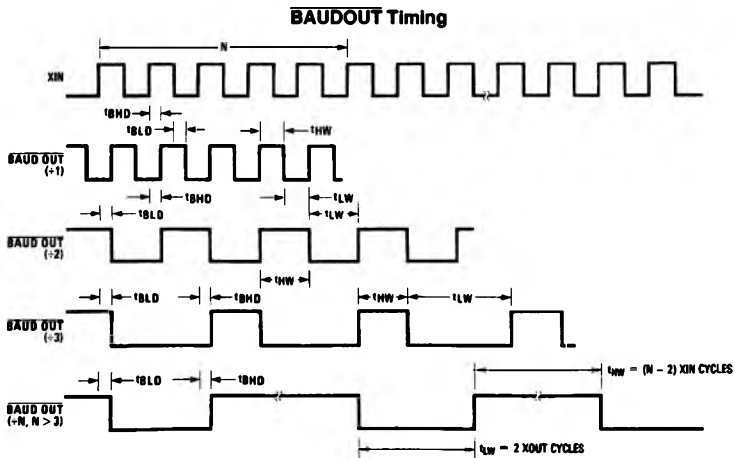 BAUDOUT Timing
N
XIN
tBHD
tBLD
tHW
BAUD OUT
(÷1)
tBHD
tLW
tBLD
tLW
BAUD OUT
(÷2)
tHW
tBLD
tBHD
tHW
tLW
BAUD OUT
(÷3)
tBLD
tBHD
tHW = (N – 2) XIN CYCLES
BAUD OUT
(÷N, N > 3)
tLW = 2 XOUT CYCLES